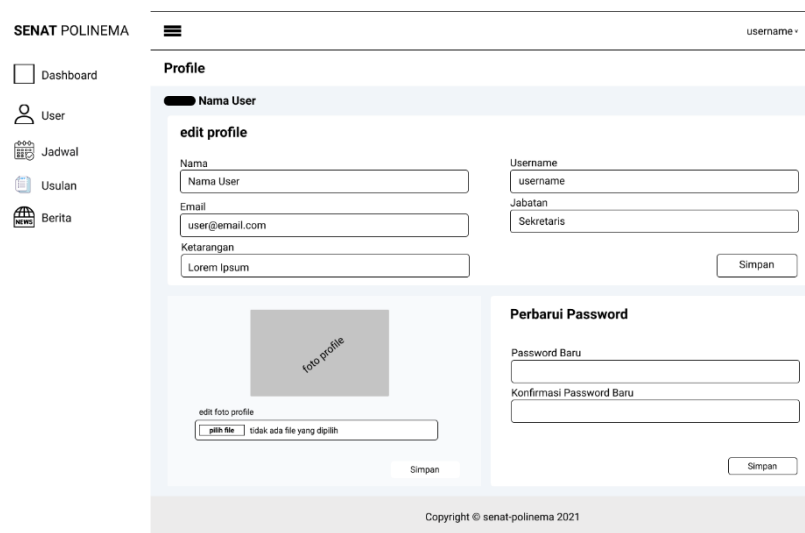 SENAT POLINEMA
username
Dashboard
User
Jadwal
Usulan
NEWS
Berita
Profile
Nama User
edit profile
Nama
Nama User
Username
username
Email
user@email.com
Jabatan
Sekretaris
Ketarangan
Lorem Ipsum
Simpan
foto profile
edit foto profile
pilih file tidak ada file yang dipilih
Simpan
Perbarui Password
Password Baru
Konfirmasi Password Baru
Simpan
Copyright © senat-polinema 2021